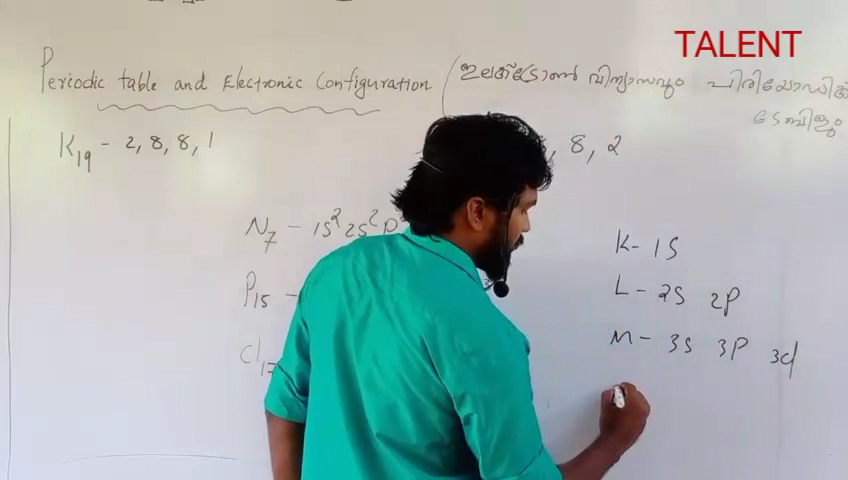 TALENT
Periodic table and Electronic Configuration (ഇലക്ട്രോൺ വിന്യാസവും പിരിയോഡിക്
ടേബിളും
K19 - 2, 8, 8, 1
8, 2
N7 - 1s² 2s² p
P15 -
Cl17
K - 1s
L - 2s 2p
M - 3s 3p 3d